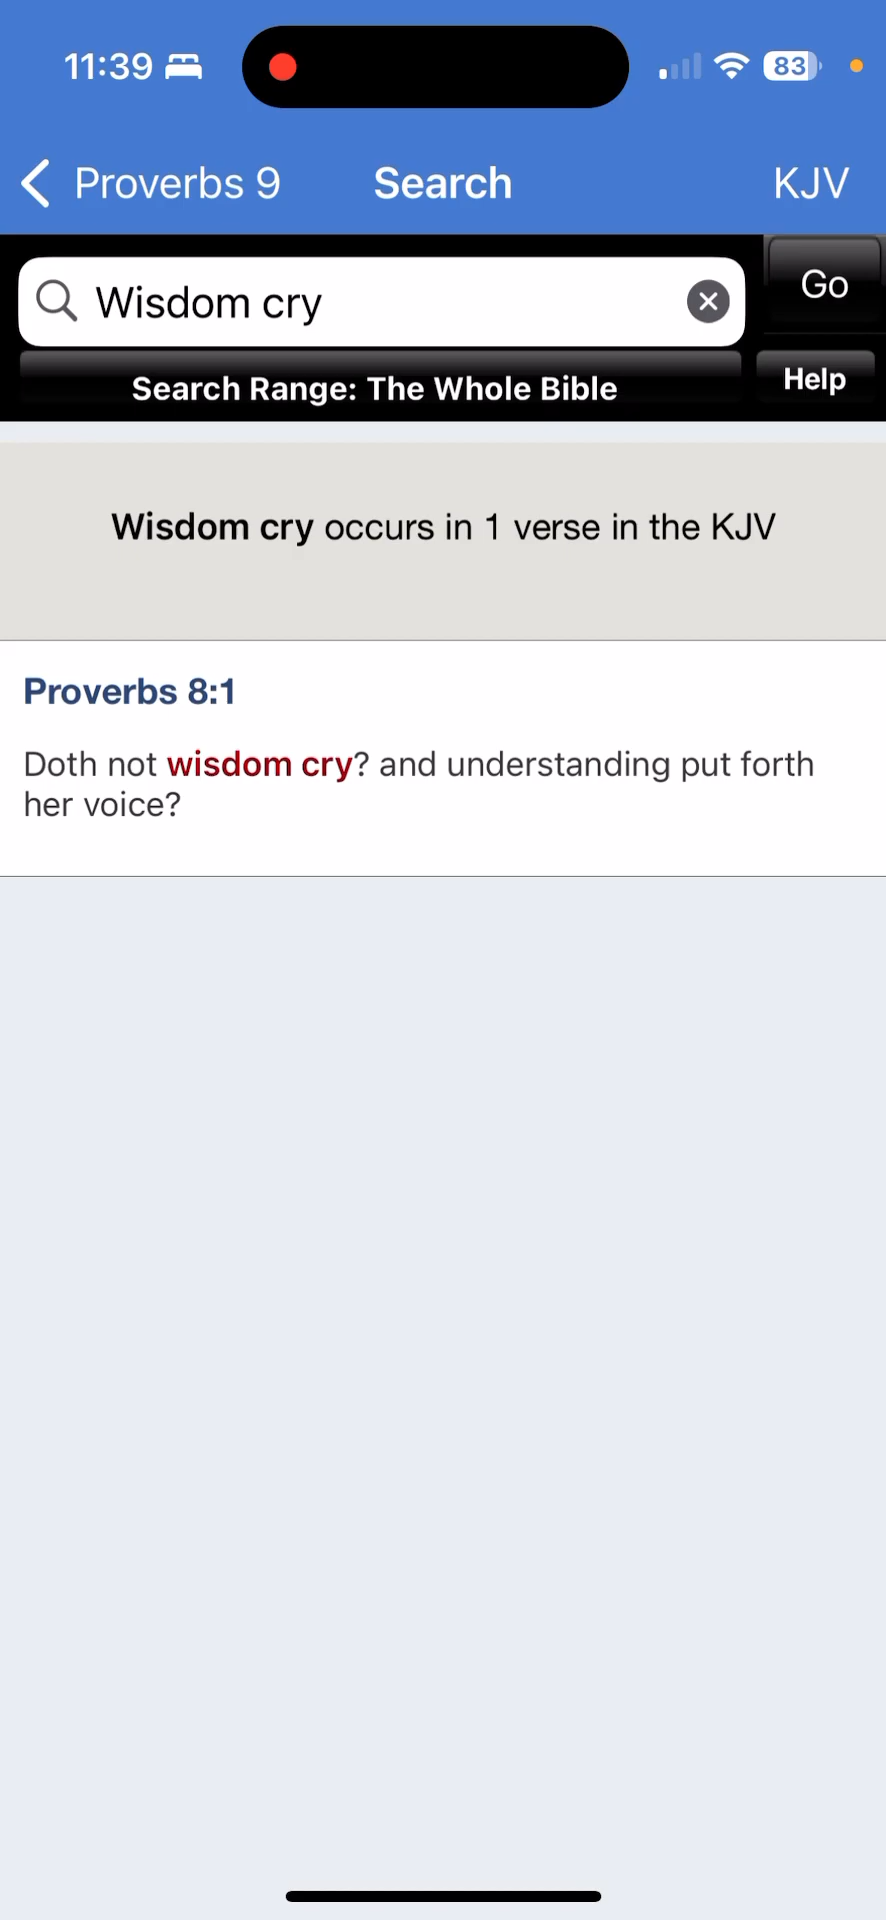 11:39
83
Proverbs 9 Search KJV
Wisdom cry
Go
Search Range: The Whole Bible
Help
Wisdom cry occurs in 1 verse in the KJV
Proverbs 8:1
Doth not wisdom cry? and understanding put forth
her voice?